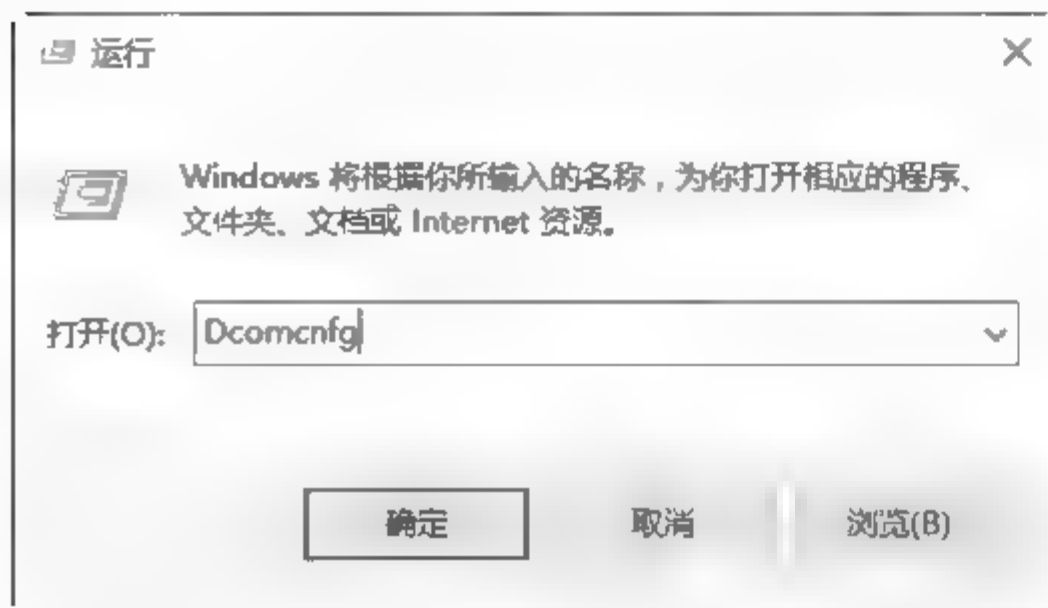 运行
Windows 将根据你所输入的名称，为你打开相应的程序、
文件夹、文档或 Internet 资源。
打开(O): Dcomcnfg
确定 取消 浏览(B)